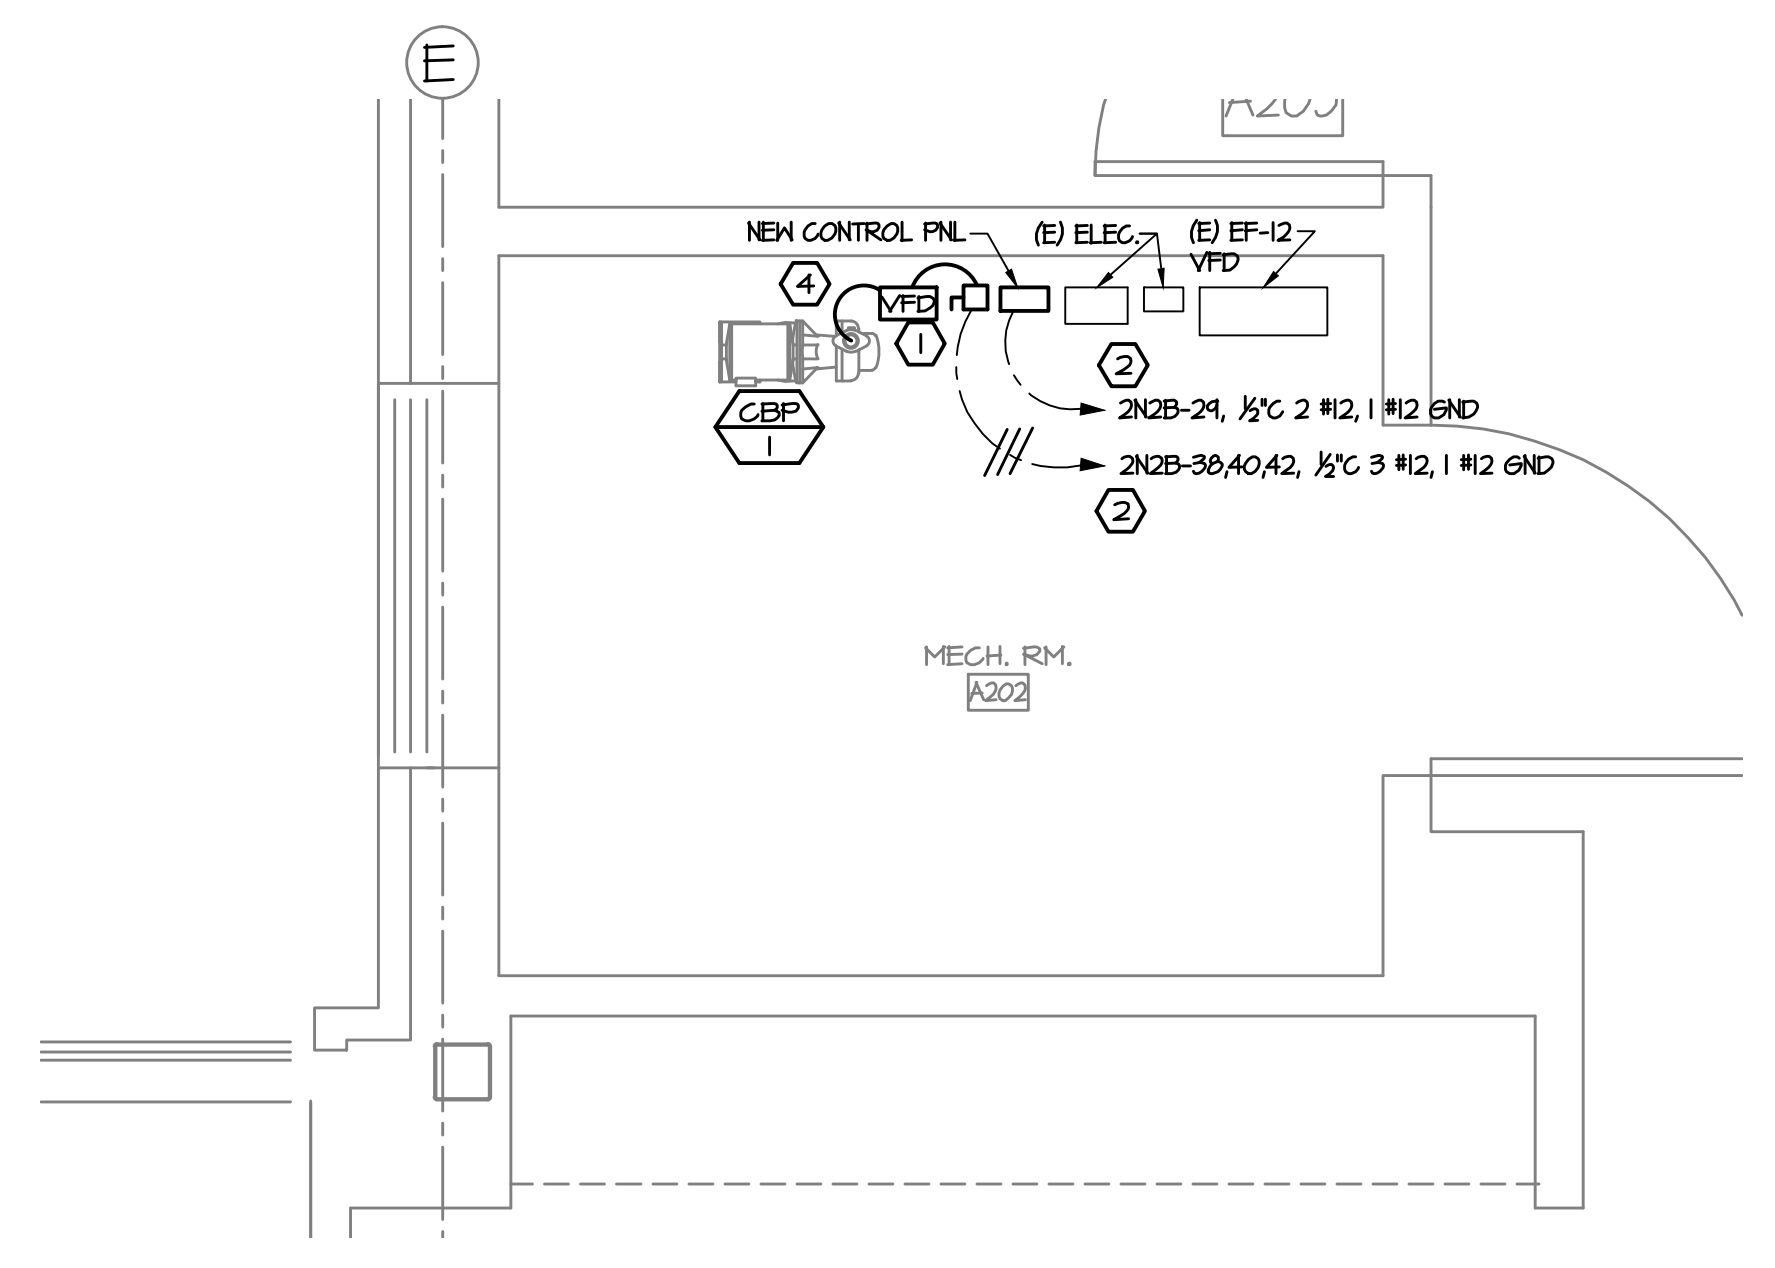 E
A203
NEW CONTROL PNL
(E) ELEC.
(E) EF-12
VFD
4
VFD
1
2
CBP
1
2N2B-29, ½"C 2 #12, 1 #12 GND
2N2B-38,40,42, ½"C 3 #12, 1 #12 GND
2
MECH. RM.
A202